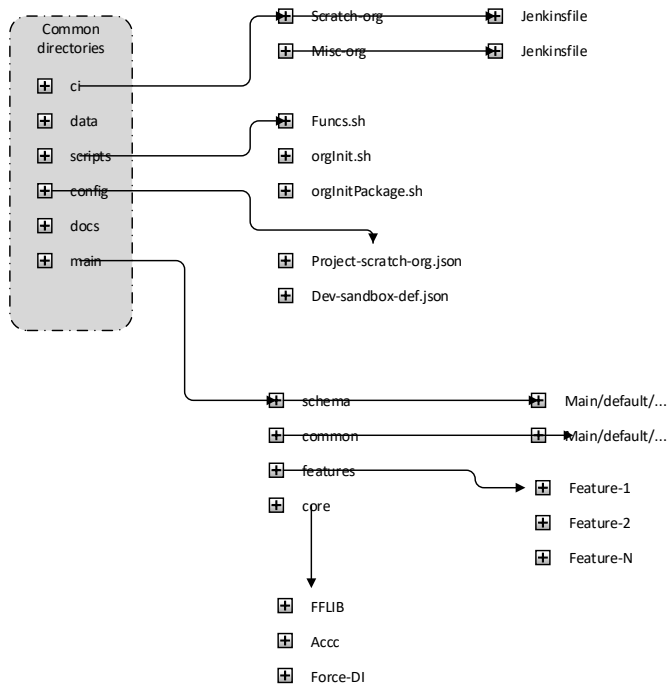 Common
directories
ci
data
scripts
config
docs
main
Scratch-org
Jenkinsfile
Misc-org
Jenkinsfile
Funcs.sh
orgInit.sh
orgInitPackage.sh
Project-scratch-org.json
Dev-sandbox-def.json
schema
Main/default/...
common
Main/default/...
features
core
Feature-1
Feature-2
Feature-N
FFLIB
Accc
Force-DI